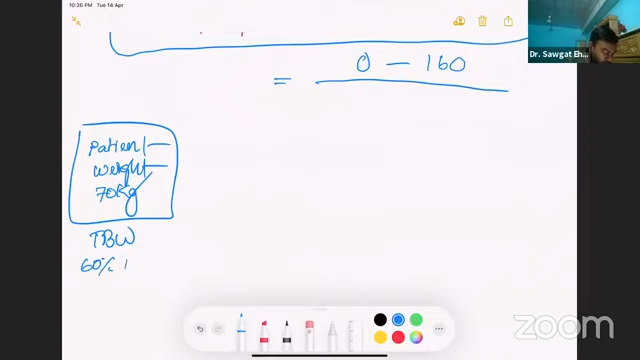 10:26 PM Tue 14 Apr
Dr. Sawgat Eh...
= 0 — 160
Patient
weight
70kg
TBW
60%
zoom